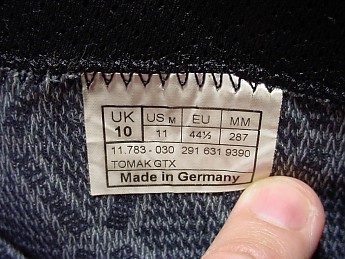 UK US M EU MM
10 11 44½ 287
11.783 - 030 291 631 9390
TOMAK GTX
Made in Germany